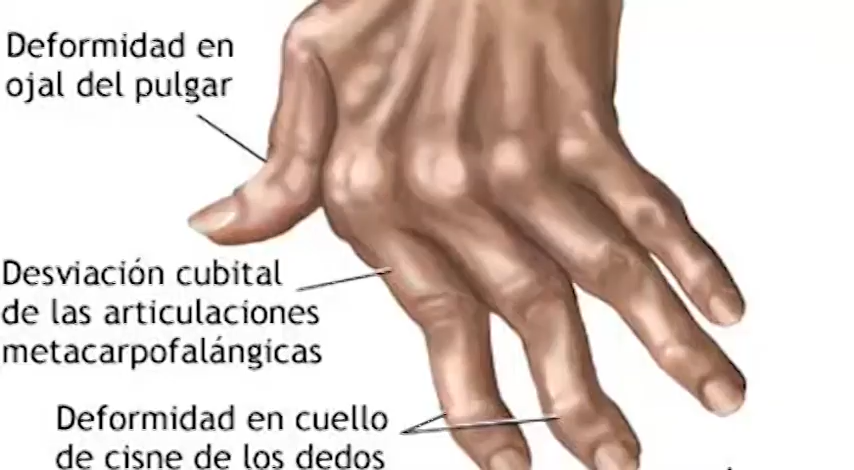 Deformidad en
ojal del pulgar
Desviación cubital
de las articulaciones
metacarpofalángicas
Deformidad en cuello
de cisne de los dedos